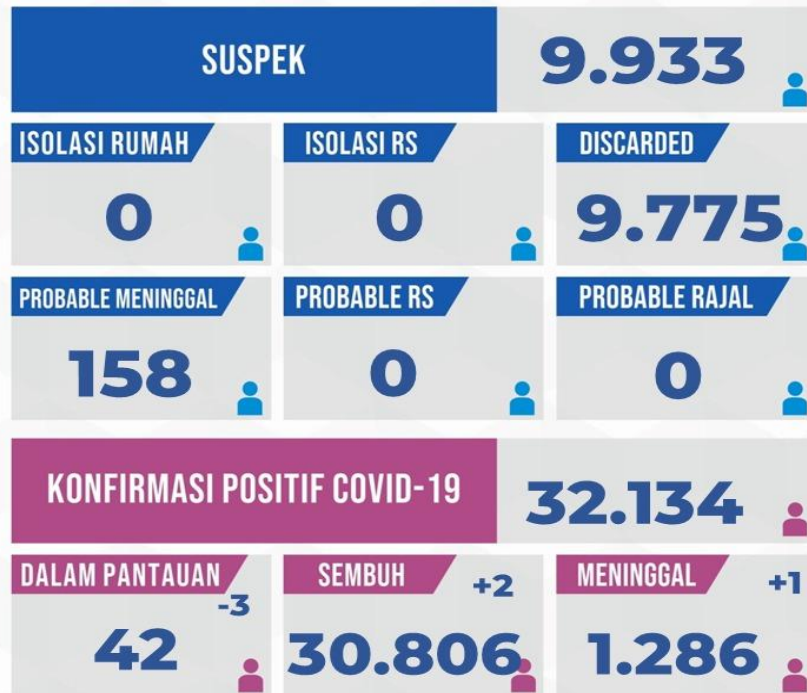 SUSPEK
9.933
ISOLASI RUMAH
0
ISOLASI RS
0
DISCARDED
9.775
PROBABLE MENINGGAL
158
PROBABLE RS
0
PROBABLE RAJAL
0
KONFIRMASI POSITIF COVID-19
32.134
DALAM PANTAUAN
-3
42
SEMBUH
+2
30.806
MENINGGAL
+1
1.286